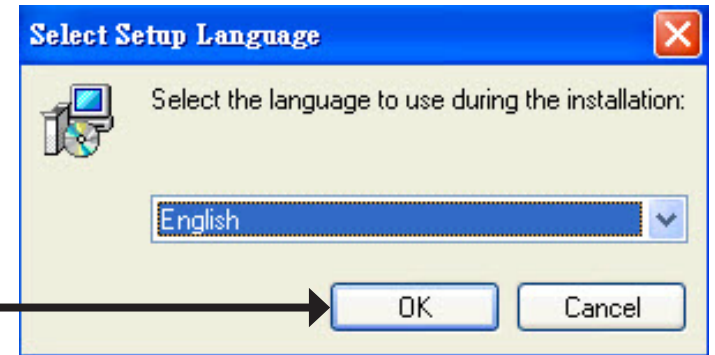 Select Setup Language
Select the language to use during the installation:
English
OK Cancel